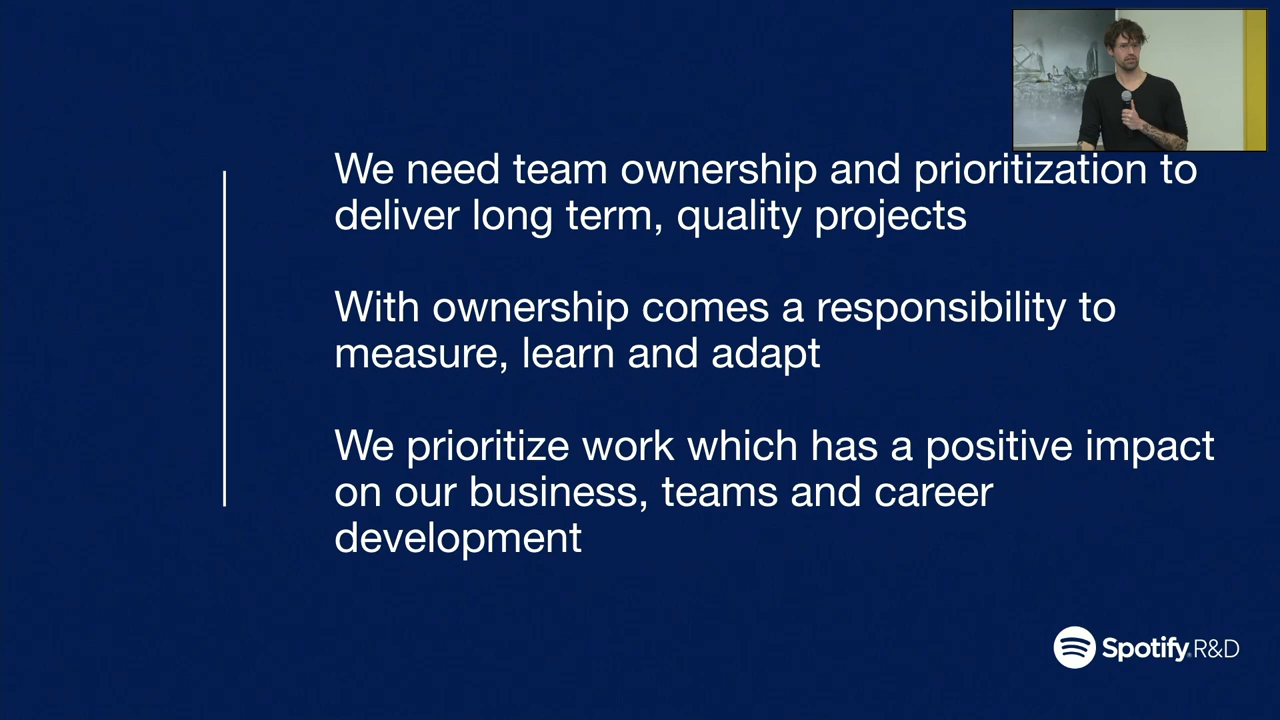 We need team ownership and prioritization to
deliver long term, quality projects
With ownership comes a responsibility to
measure, learn and adapt
We prioritize work which has a positive impact
on our business, teams and career
development
Spotify R&D